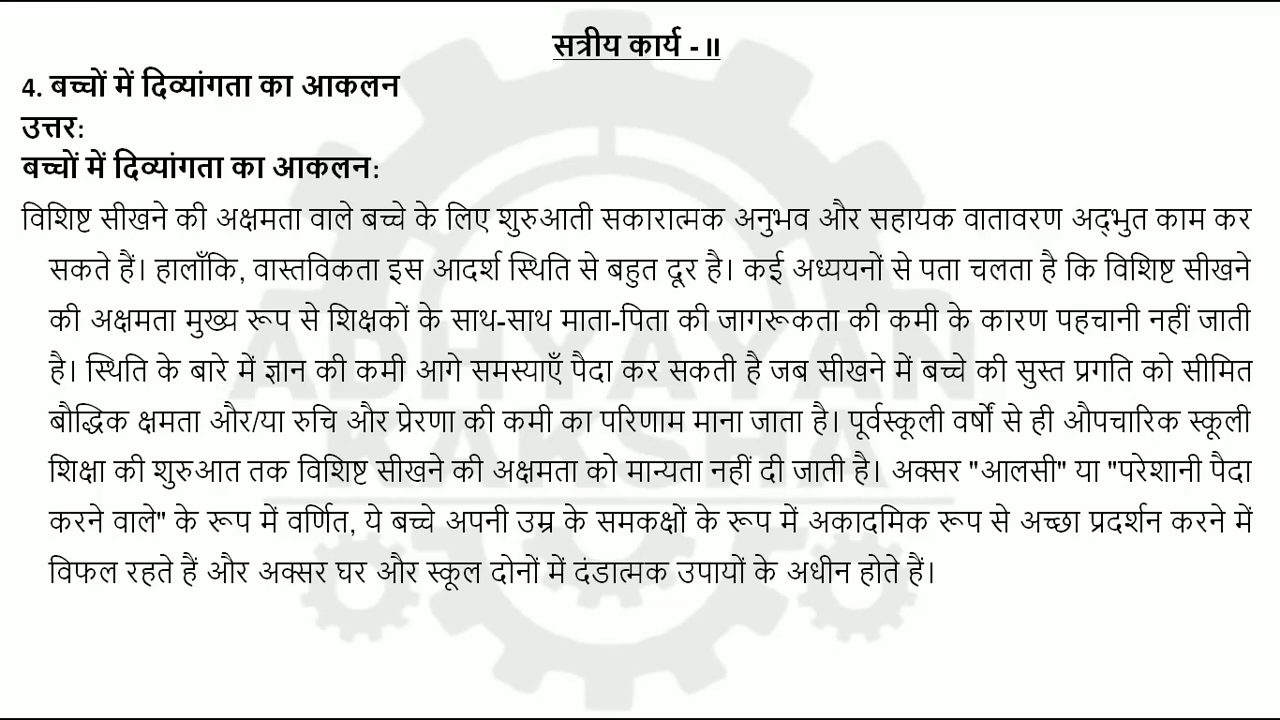 सत्रीय कार्य - II
4. बच्चों में दिव्यांगता का आकलन
उत्तर:
बच्चों में दिव्यांगता का आकलन:
विशिष्ट सीखने की अक्षमता वाले बच्चे के लिए शुरुआती सकारात्मक अनुभव और सहायक वातावरण अद्भुत काम कर
सकते हैं। हालाँकि, वास्तविकता इस आदर्श स्थिति से बहुत दूर है। कई अध्ययनों से पता चलता है कि विशिष्ट सीखने
की अक्षमता मुख्य रूप से शिक्षकों के साथ-साथ माता-पिता की जागरूकता की कमी के कारण पहचानी नहीं जाती
है। स्थिति के बारे में ज्ञान की कमी आगे समस्याएँ पैदा कर सकती है जब सीखने में बच्चे की सुस्त प्रगति को सीमित
बौद्धिक क्षमता और/या रुचि और प्रेरणा की कमी का परिणाम माना जाता है। पूर्वस्कूली वर्षों से ही औपचारिक स्कूली
शिक्षा की शुरुआत तक विशिष्ट सीखने की अक्षमता को मान्यता नहीं दी जाती है। अक्सर "आलसी" या "परेशानी पैदा
करने वाले" के रूप में वर्णित, ये बच्चे अपनी उम्र के समकक्षों के रूप में अकादमिक रूप से अच्छा प्रदर्शन करने में
विफल रहते हैं और अक्सर घर और स्कूल दोनों में दंडात्मक उपायों के अधीन होते हैं।
ADHYAYAN
KAKSHA